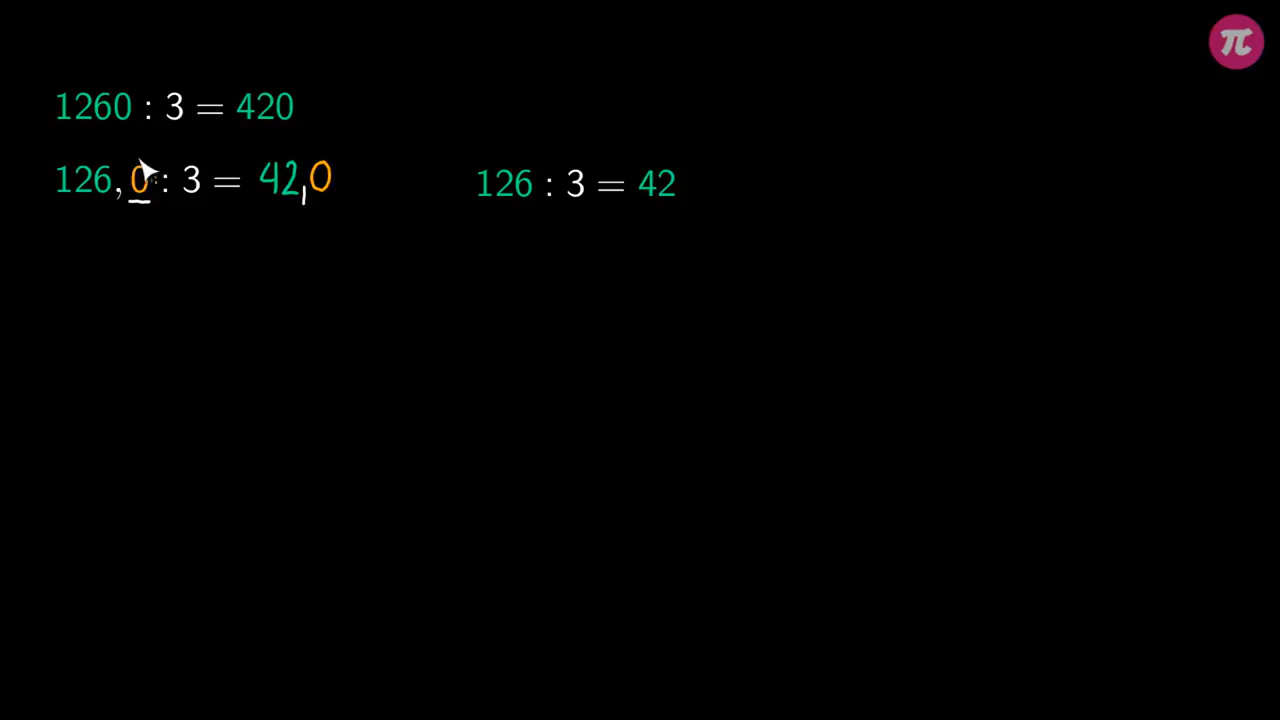 π
1260 : 3 = 420
126,0 : 3 = 42,0
126 : 3 = 42